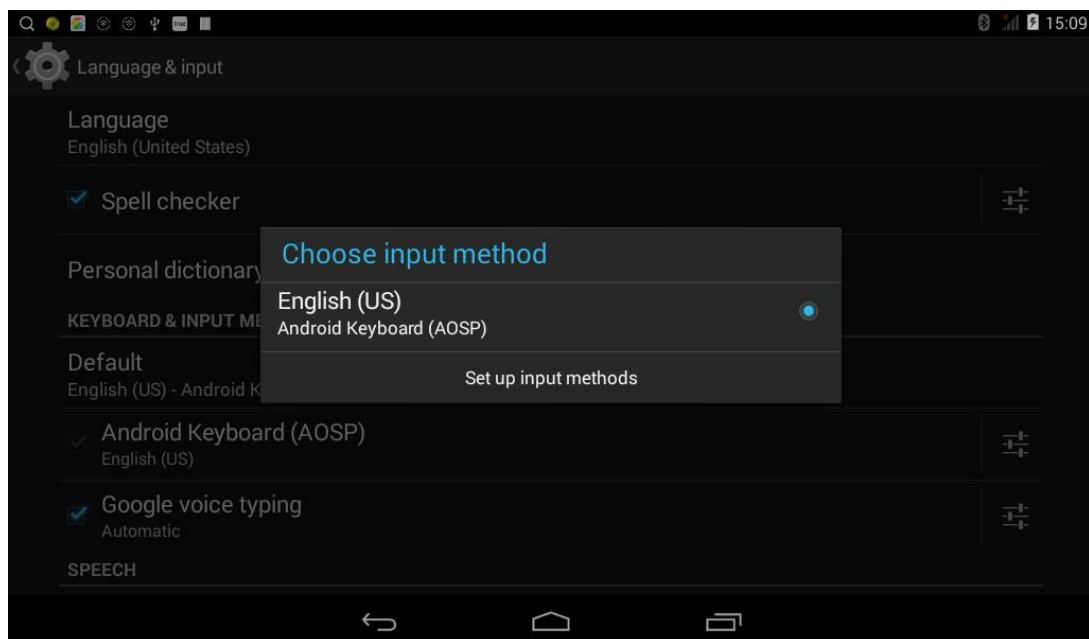 true
15:09
Language & input
Language
English (United States)
Spell checker
Choose input method
Personal dictionary
English (US)
Android Keyboard (AOSP)
KEYBOARD & INPUT ME
Default
Set up input methods
English (US) - Android K
Android Keyboard (AOSP)
English (US)
Google voice typing
Automatic
SPEECH